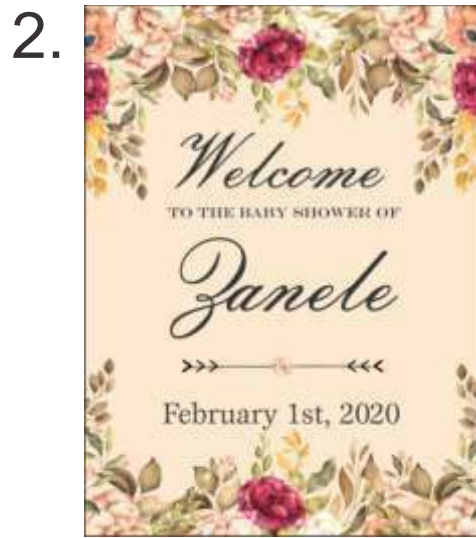 2.
Welcome
TO THE BABY SHOWER OF
Zanele
>>> <<<
February 1st, 2020